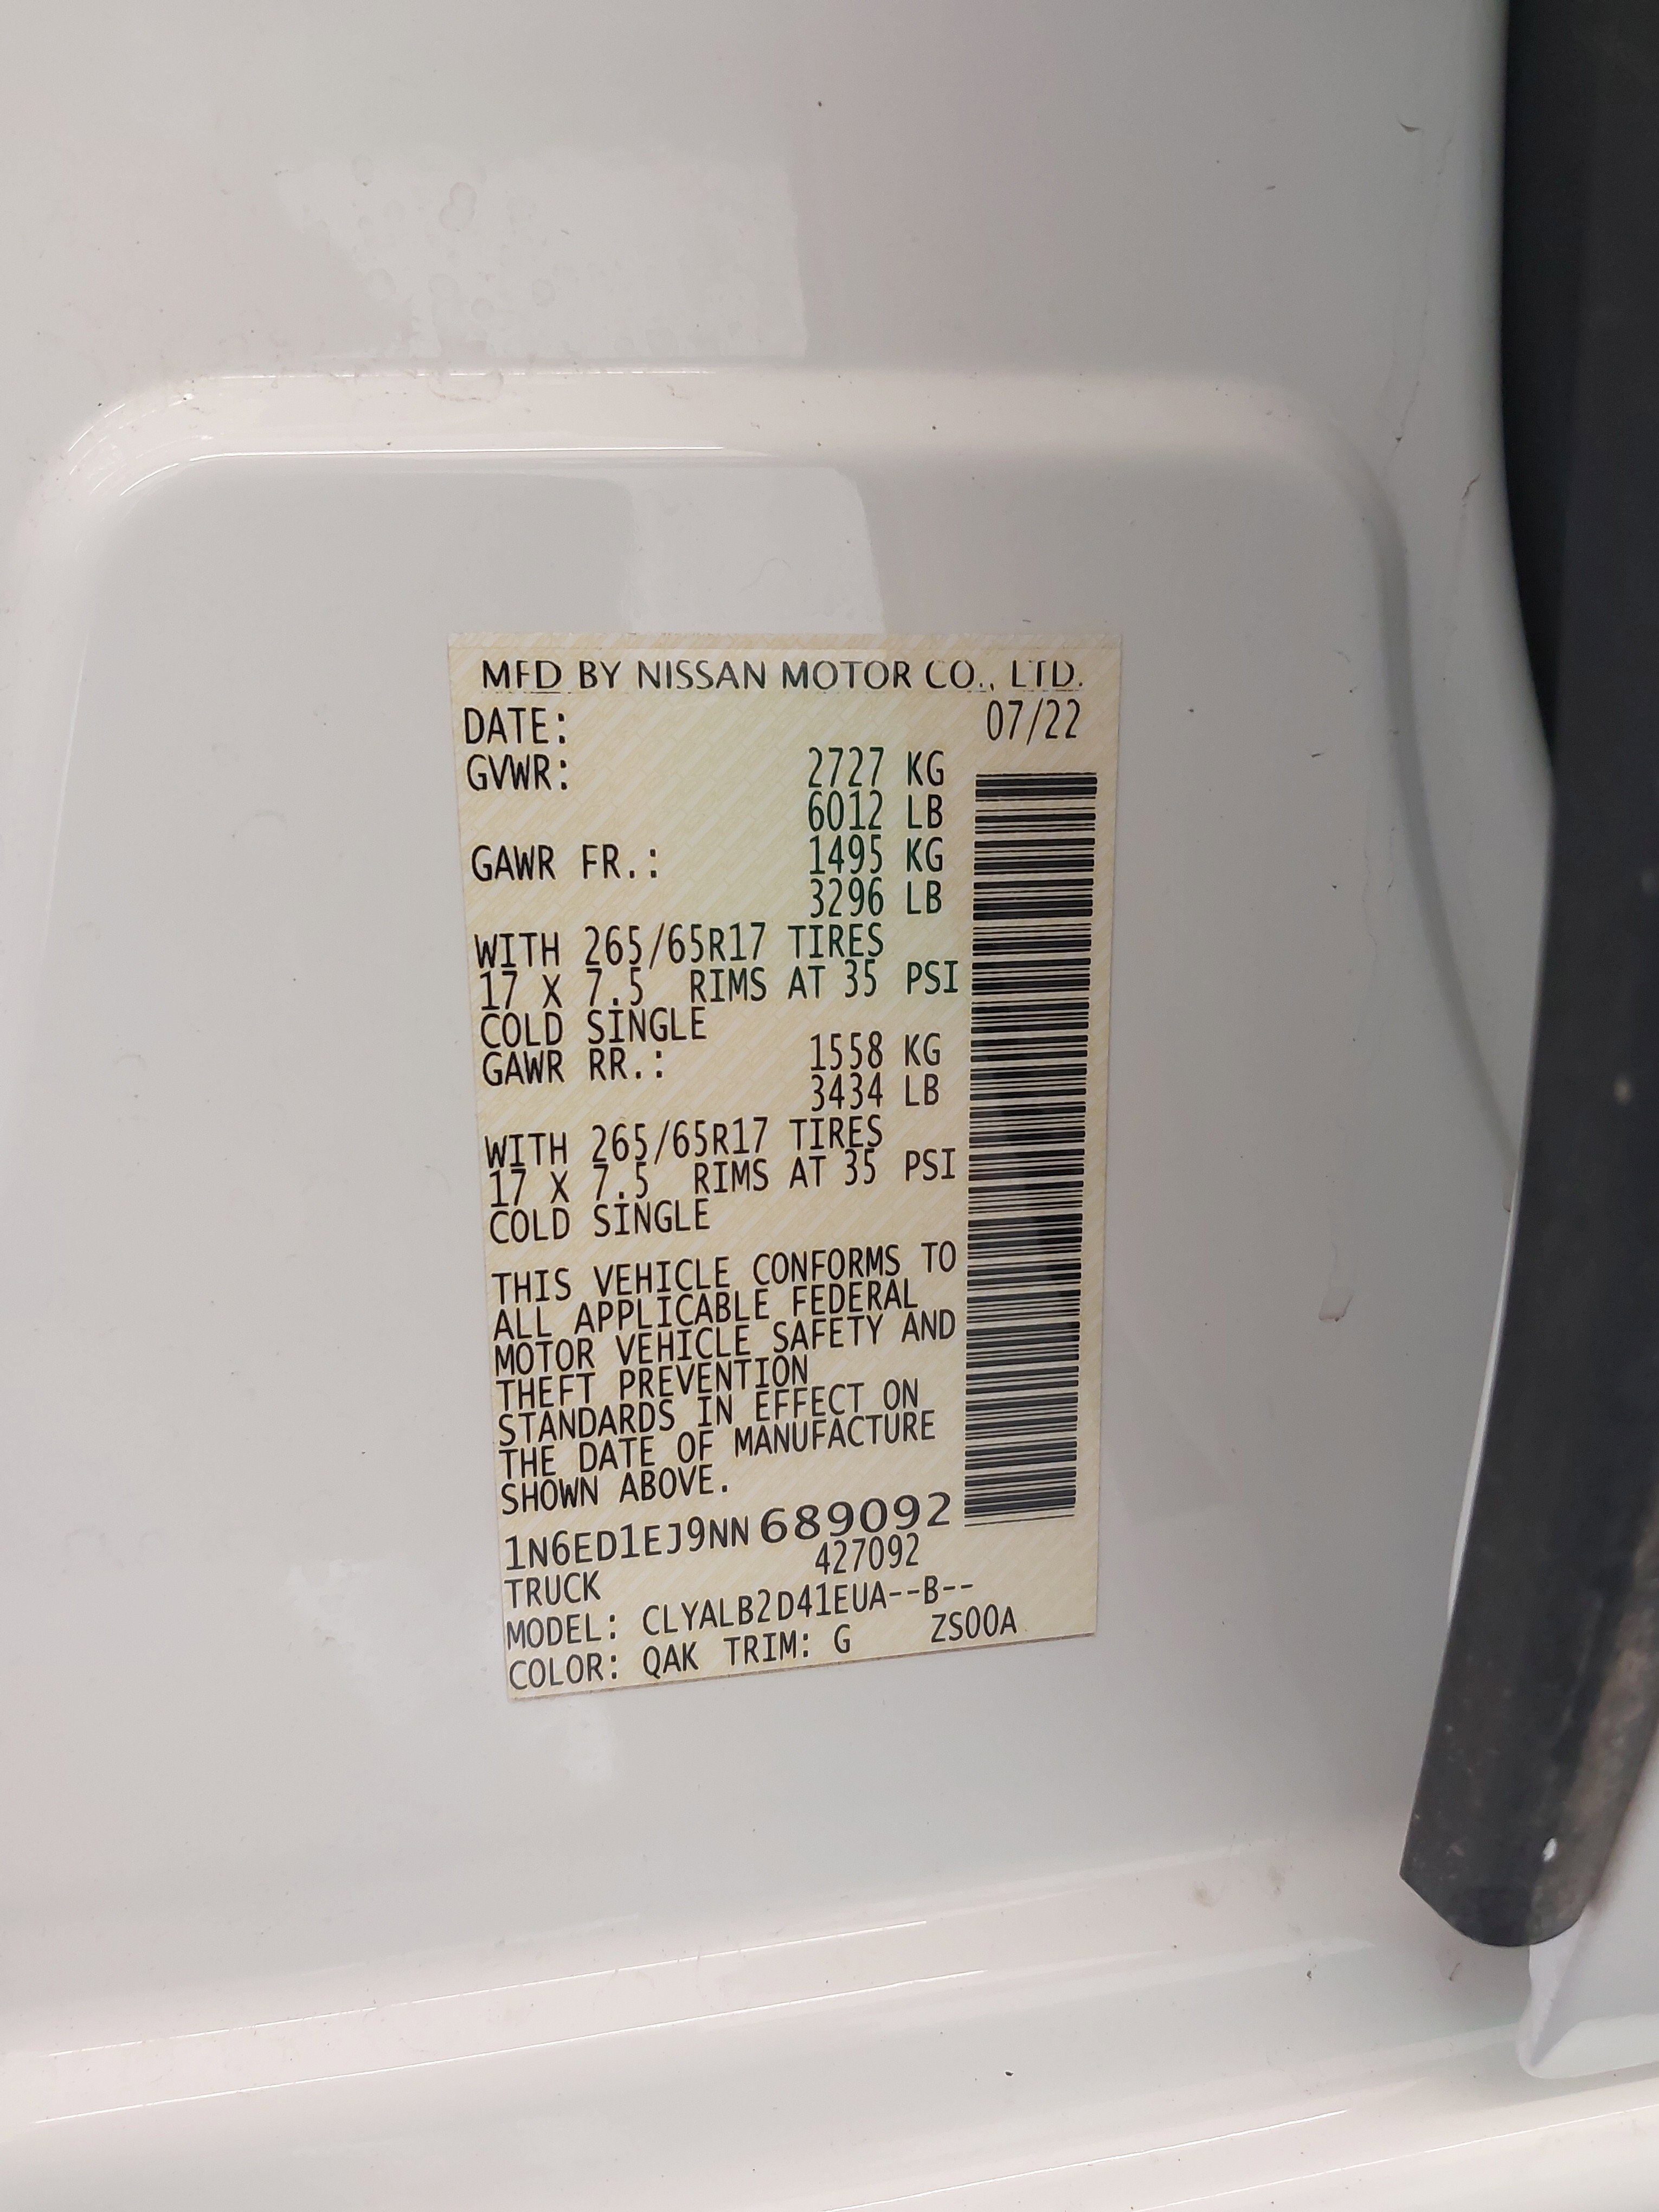 MFD BY NISSAN MOTOR CO., LTD.
DATE: 07/22
GVWR: 2727 KG
6012 LB
GAWR FR.: 1495 KG
3296 LB
WITH 265/65R17 TIRES
17 X 7.5 RIMS AT 35 PSI
COLD SINGLE
GAWR RR.: 1558 KG
3434 LB
WITH 265/65R17 TIRES
17 X 7.5 RIMS AT 35 PSI
COLD SINGLE
THIS VEHICLE CONFORMS TO
ALL APPLICABLE FEDERAL
MOTOR VEHICLE SAFETY AND
THEFT PREVENTION
STANDARDS IN EFFECT ON
THE DATE OF MANUFACTURE
SHOWN ABOVE.
1N6ED1EJ9NN689092
427092
TRUCK
MODEL: CLYALB2D41EUA--B--
COLOR: QAK TRIM: G ZS00A